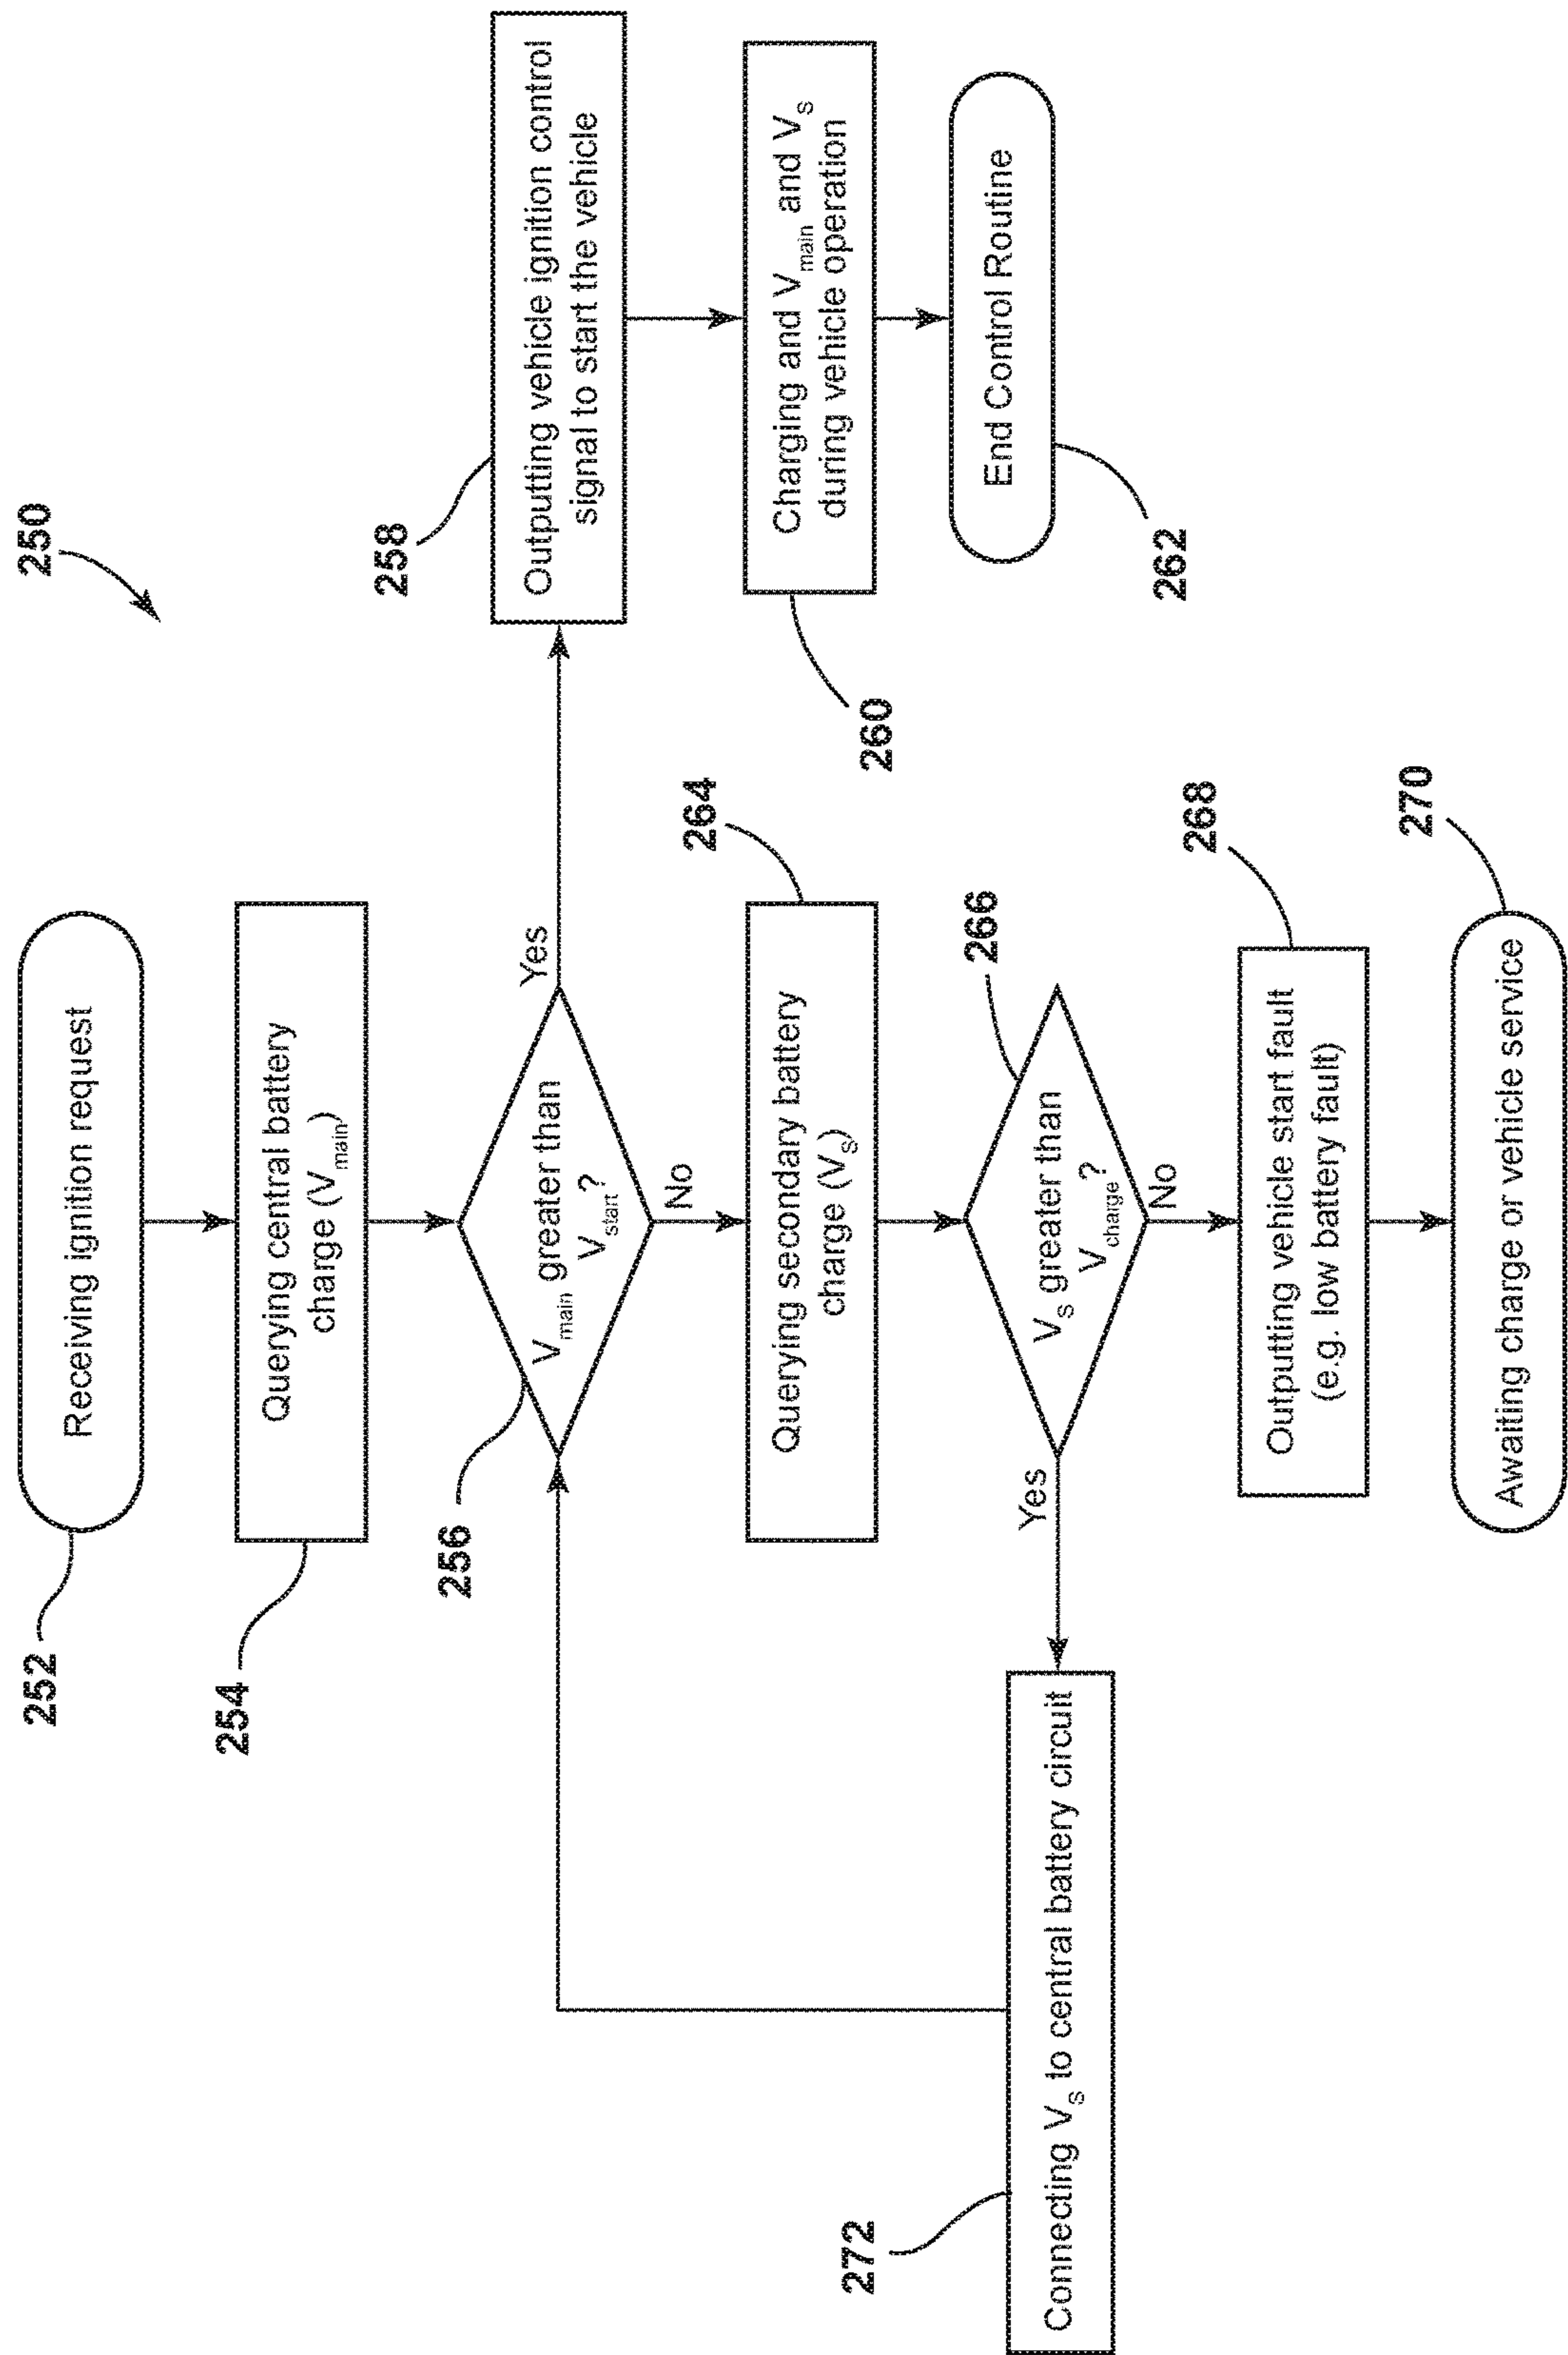 250
252
Receiving ignition request
254
Querying central battery
charge (Vmain)
256
Vmain greater than
Vstart?
Yes
No
258
Outputting vehicle ignition control
signal to start the vehicle
260
Charging and Vmain and VS
during vehicle operation
End Control Routine
262
264
Querying secondary battery
charge (VS)
266
VS greater than
Vcharge?
Yes
No
268
Outputting vehicle start fault
(e.g. low battery fault)
270
Awaiting charge or vehicle service
272
Connecting VS to central battery circuit